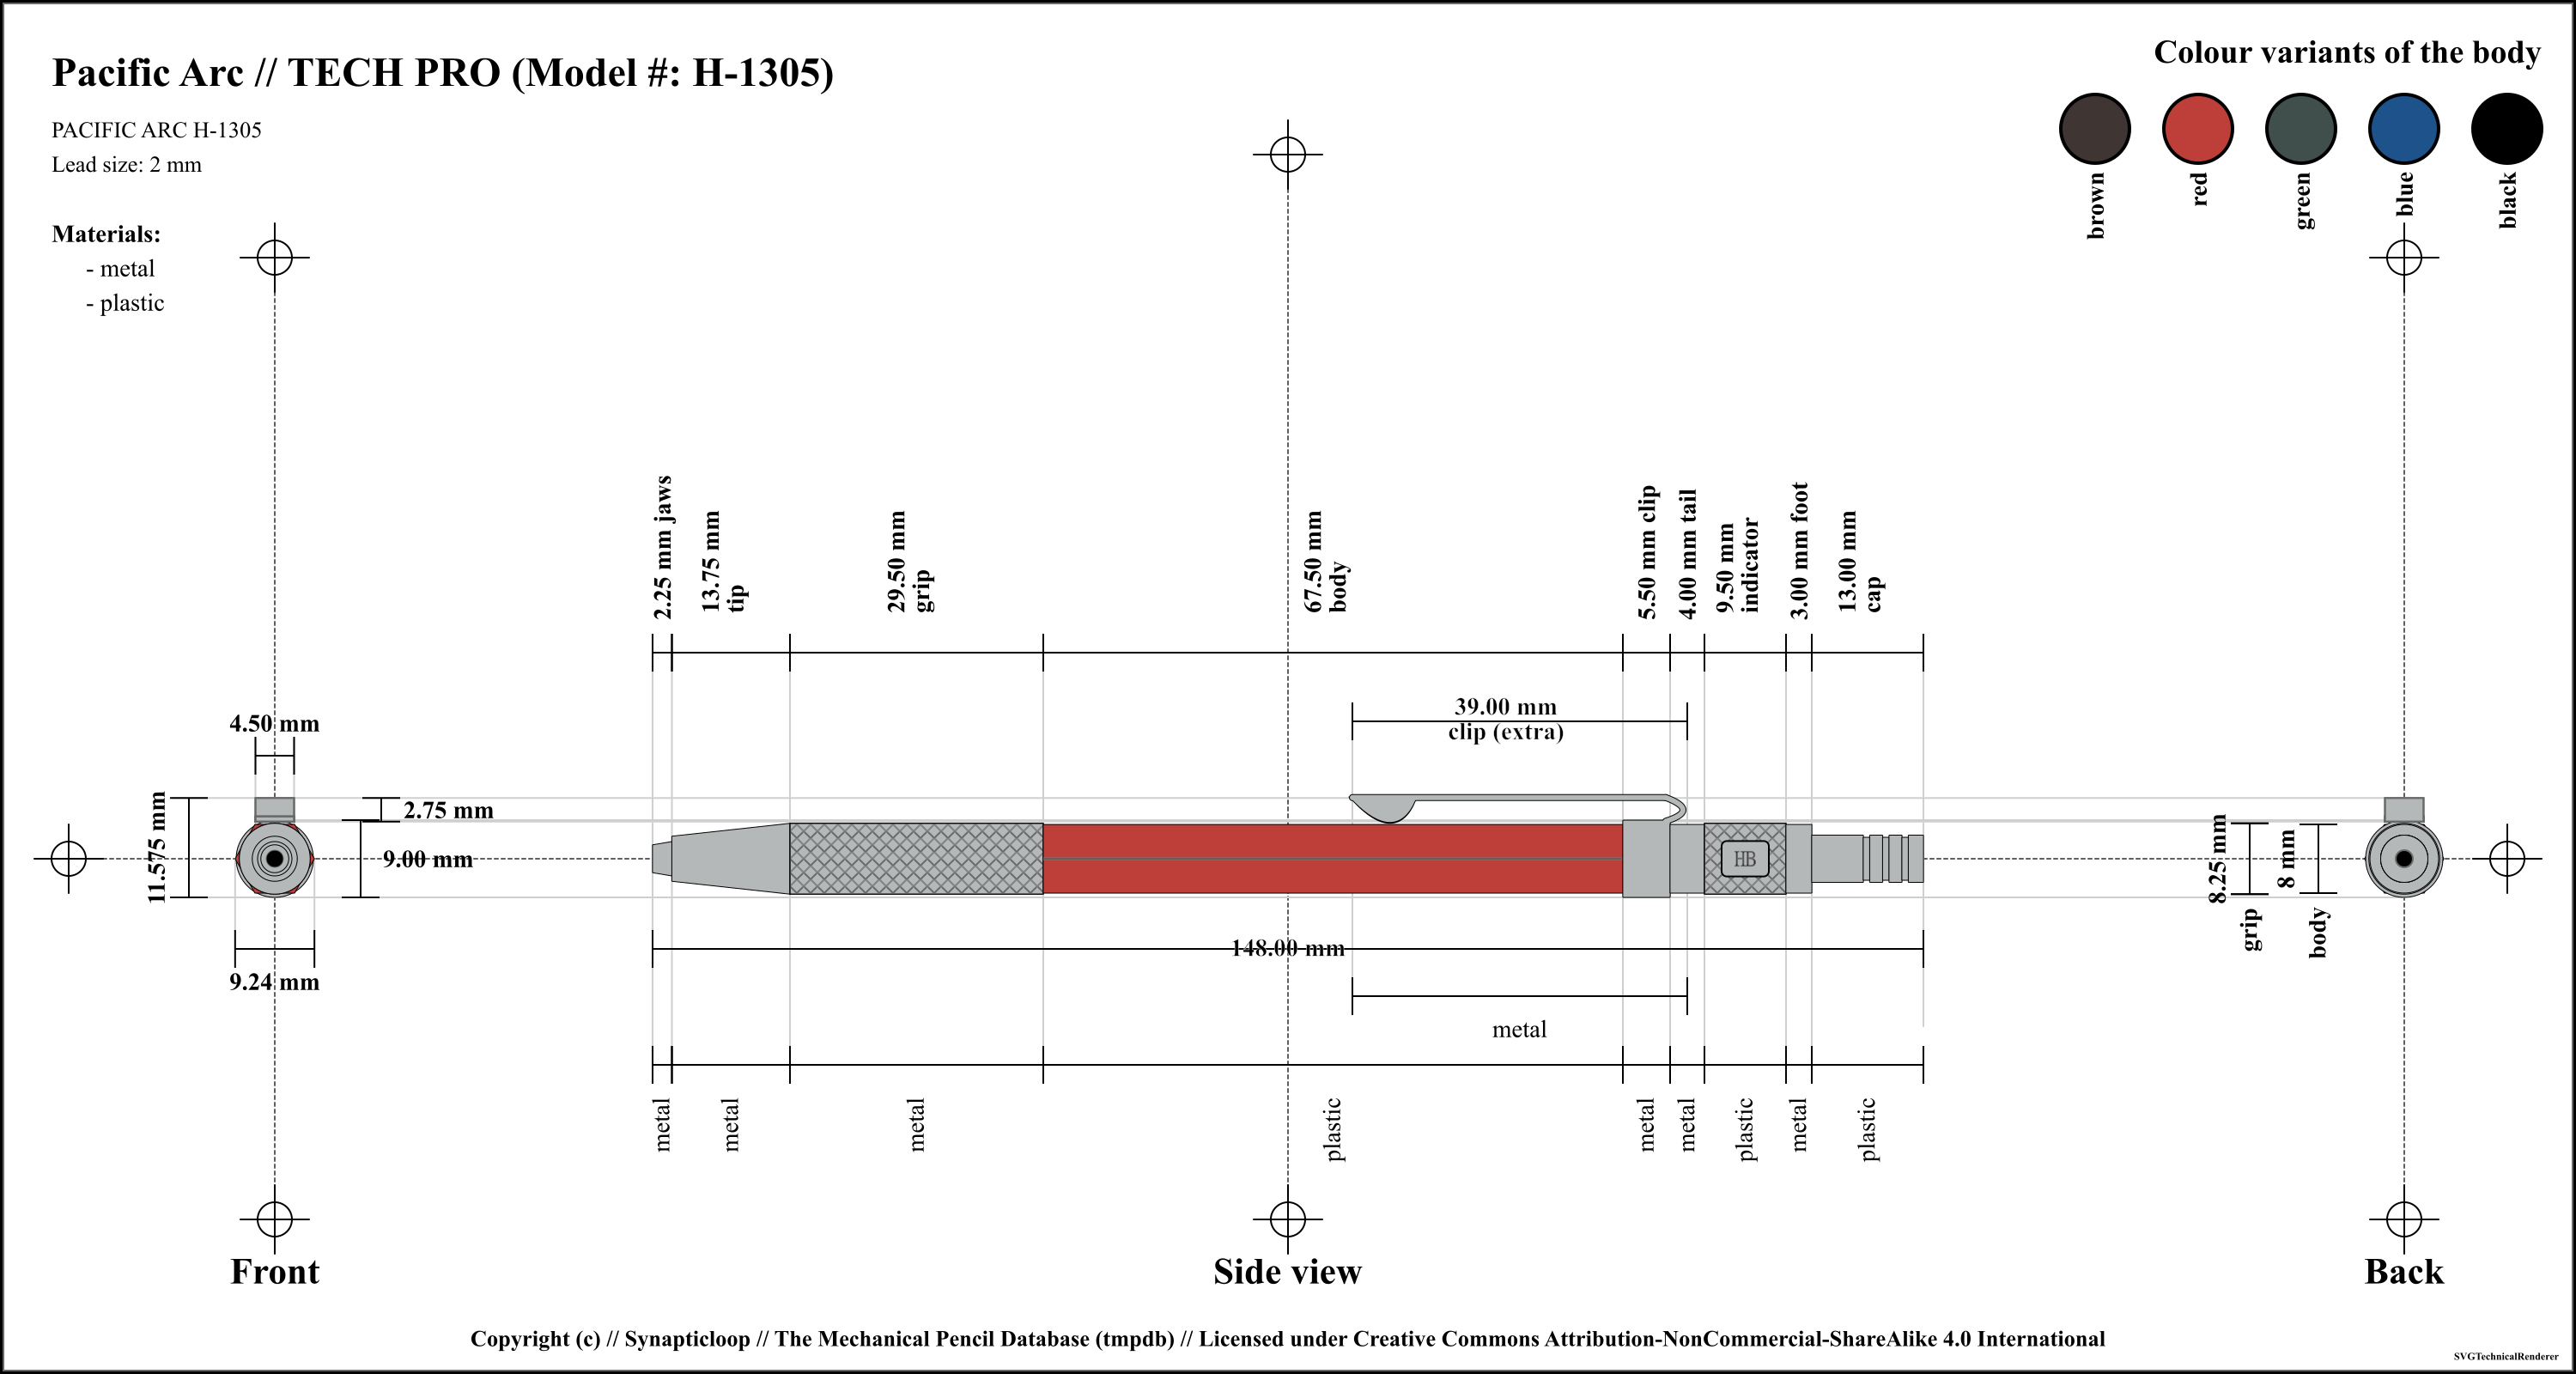 Pacific Arc // TECH PRO (Model #: H-1305)
PACIFIC ARC H-1305
Lead size: 2 mm
Materials:
- metal
- plastic
Colour variants of the body
brown
red
green
blue
black
2.25 mm jaws
13.75 mm
tip
29.50 mm
grip
67.50 mm
body
5.50 mm clip
4.00 mm tail
9.50 mm
indicator
3.00 mm foot
13.00 mm
cap
39.00 mm
clip (extra)
4.50 mm
2.75 mm
11.575 mm
9.00 mm
9.24 mm
HB
148.00 mm
8.25 mm
grip
8 mm
body
metal
metal
metal
metal
plastic
metal
metal
plastic
metal
plastic
Front
Side view
Back
Copyright (c) // Synapticloop // The Mechanical Pencil Database (tmpdb) // Licensed under Creative Commons Attribution-NonCommercial-ShareAlike 4.0 International
SVGTechnicalRenderer